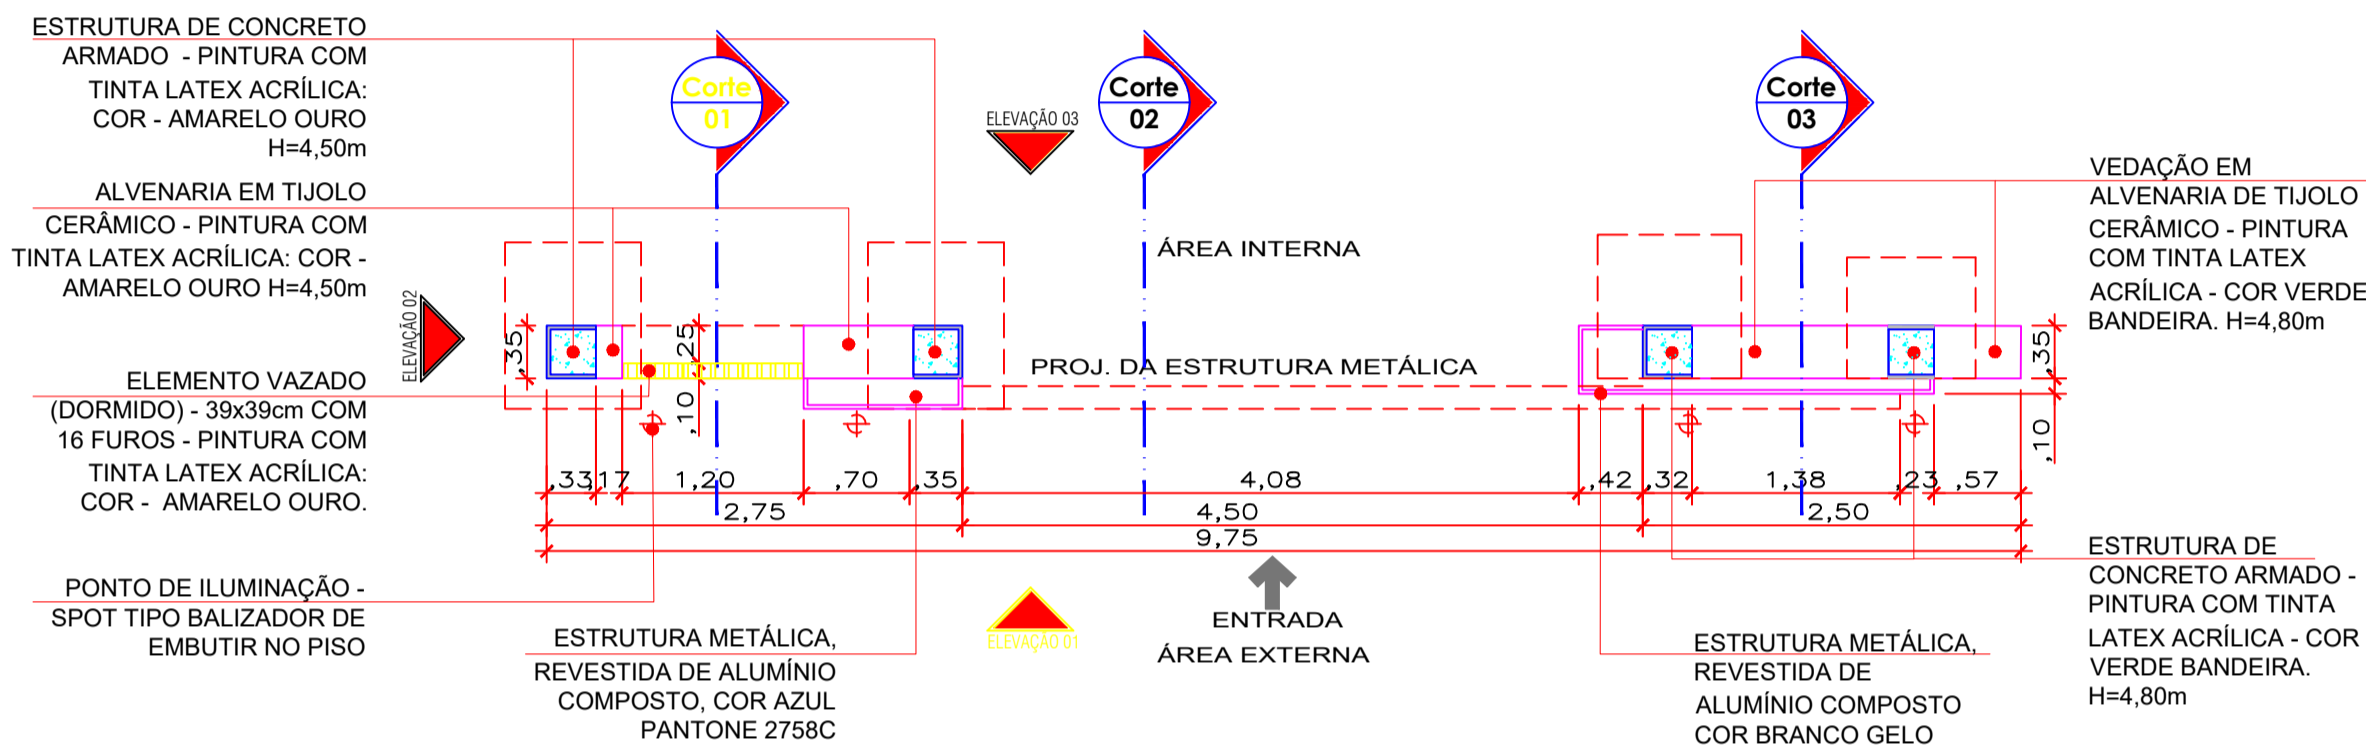 ESTRUTURA DE CONCRETO
ARMADO - PINTURA COM
TINTA LATEX ACRÍLICA:
COR - AMARELO OURO
H=4,50m
ALVENARIA EM TIJOLO
CERÂMICO - PINTURA COM
TINTA LATEX ACRÍLICA: COR -
AMARELO OURO H=4,50m
ELEMENTO VAZADO
(DORMIDO) - 39x39cm COM
16 FUROS - PINTURA COM
TINTA LATEX ACRÍLICA:
COR - AMARELO OURO.
PONTO DE ILUMINAÇÃO -
SPOT TIPO BALIZADOR DE
EMBUTIR NO PISO
Corte
01
ELEVAÇÃO 03
Corte
02
Corte
03
ELEVAÇÃO 02
ÁREA INTERNA
PROJ. DA ESTRUTURA METÁLICA
,35
,25
,10
,35
,10
,33
,17
1,20
,70
,35
4,08
,42
,32
1,38
,23
,57
2,75
4,50
2,50
9,75
ELEVAÇÃO 01
ENTRADA
ÁREA EXTERNA
ESTRUTURA METÁLICA,
REVESTIDA DE ALUMÍNIO
COMPOSTO, COR AZUL
PANTONE 2758C
ESTRUTURA METÁLICA,
REVESTIDA DE
ALUMÍNIO COMPOSTO
COR BRANCO GELO
VEDAÇÃO EM
ALVENARIA DE TIJOLO
CERÂMICO - PINTURA
COM TINTA LATEX
ACRÍLICA - COR VERDE
BANDEIRA. H=4,80m
ESTRUTURA DE
CONCRETO ARMADO -
PINTURA COM TINTA
LATEX ACRÍLICA - COR
VERDE BANDEIRA.
H=4,80m